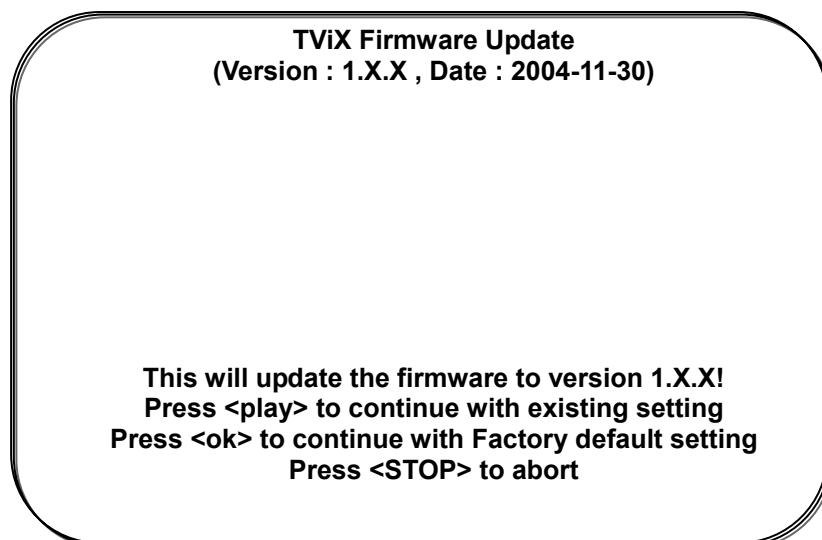 TViX Firmware Update
(Version : 1.X.X , Date : 2004-11-30)
This will update the firmware to version 1.X.X!
Press <play> to continue with existing setting
Press <ok> to continue with Factory default setting
Press <STOP> to abort